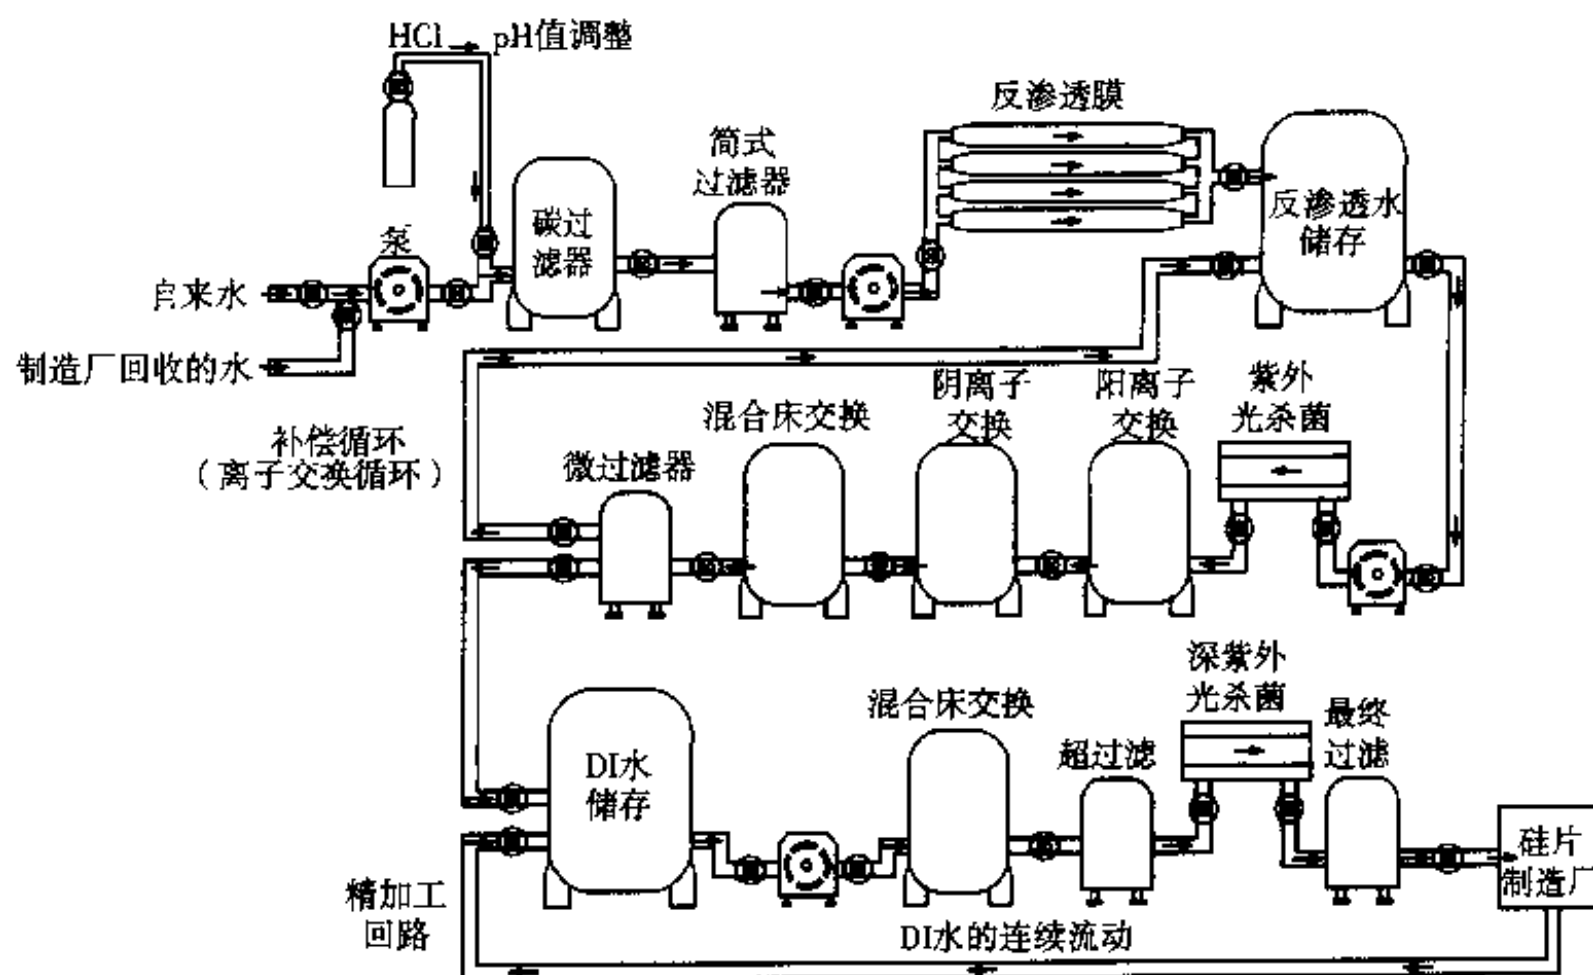 HCl
pH值调整
反渗透膜
简式
过滤器
碳过
滤器
反渗透水
储存
泵
自来水
制造厂回收的水
补偿循环
（离子交换循环）
微过滤器
混合床交换
阴离子
交换
阳离子
交换
紫外
光杀菌
DI水
储存
混合床交换
超过滤
深紫外
光杀菌
最终
过滤
硅片
制造厂
精加工
回路
DI水的连续流动